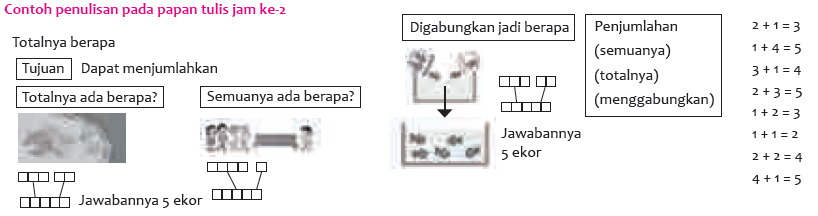 Contoh penulisan pada papan tulis jam ke-2
Totalnya berapa
Tujuan Dapat menjumlahkan
Totalnya ada berapa?
Jawabannya 5 ekor
Semuanya ada berapa?
Digabungkan jadi berapa
Jawabannya
5 ekor
Penjumlahan
(semuanya)
(totalnya)
(menggabungkan)
2 + 1 = 3
1 + 4 = 5
3 + 1 = 4
2 + 3 = 5
1 + 2 = 3
1 + 1 = 2
2 + 2 = 4
4 + 1 = 5